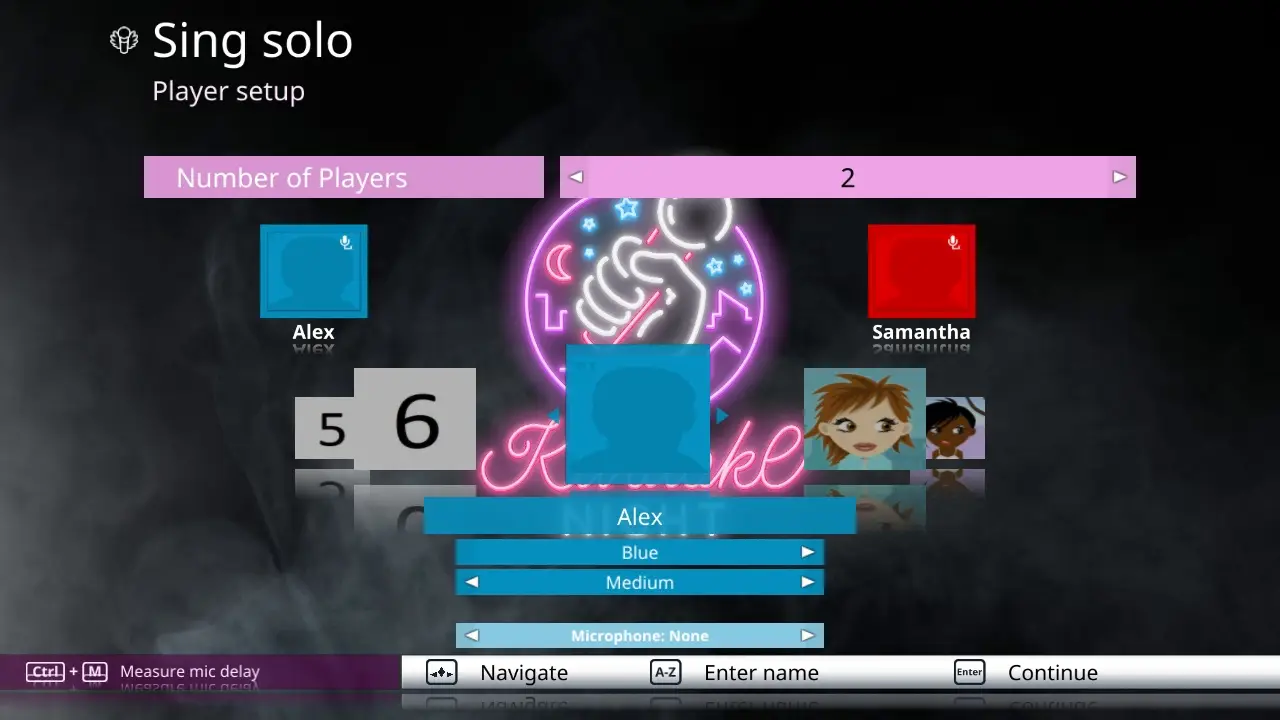 Sing solo
Player setup
Number of Players
2
Alex
Samantha
5
6
Alex
NIGHT
Blue
Medium
Microphone: None
Ctrl + M Measure mic delay
Navigate
A-Z Enter name
Enter Continue